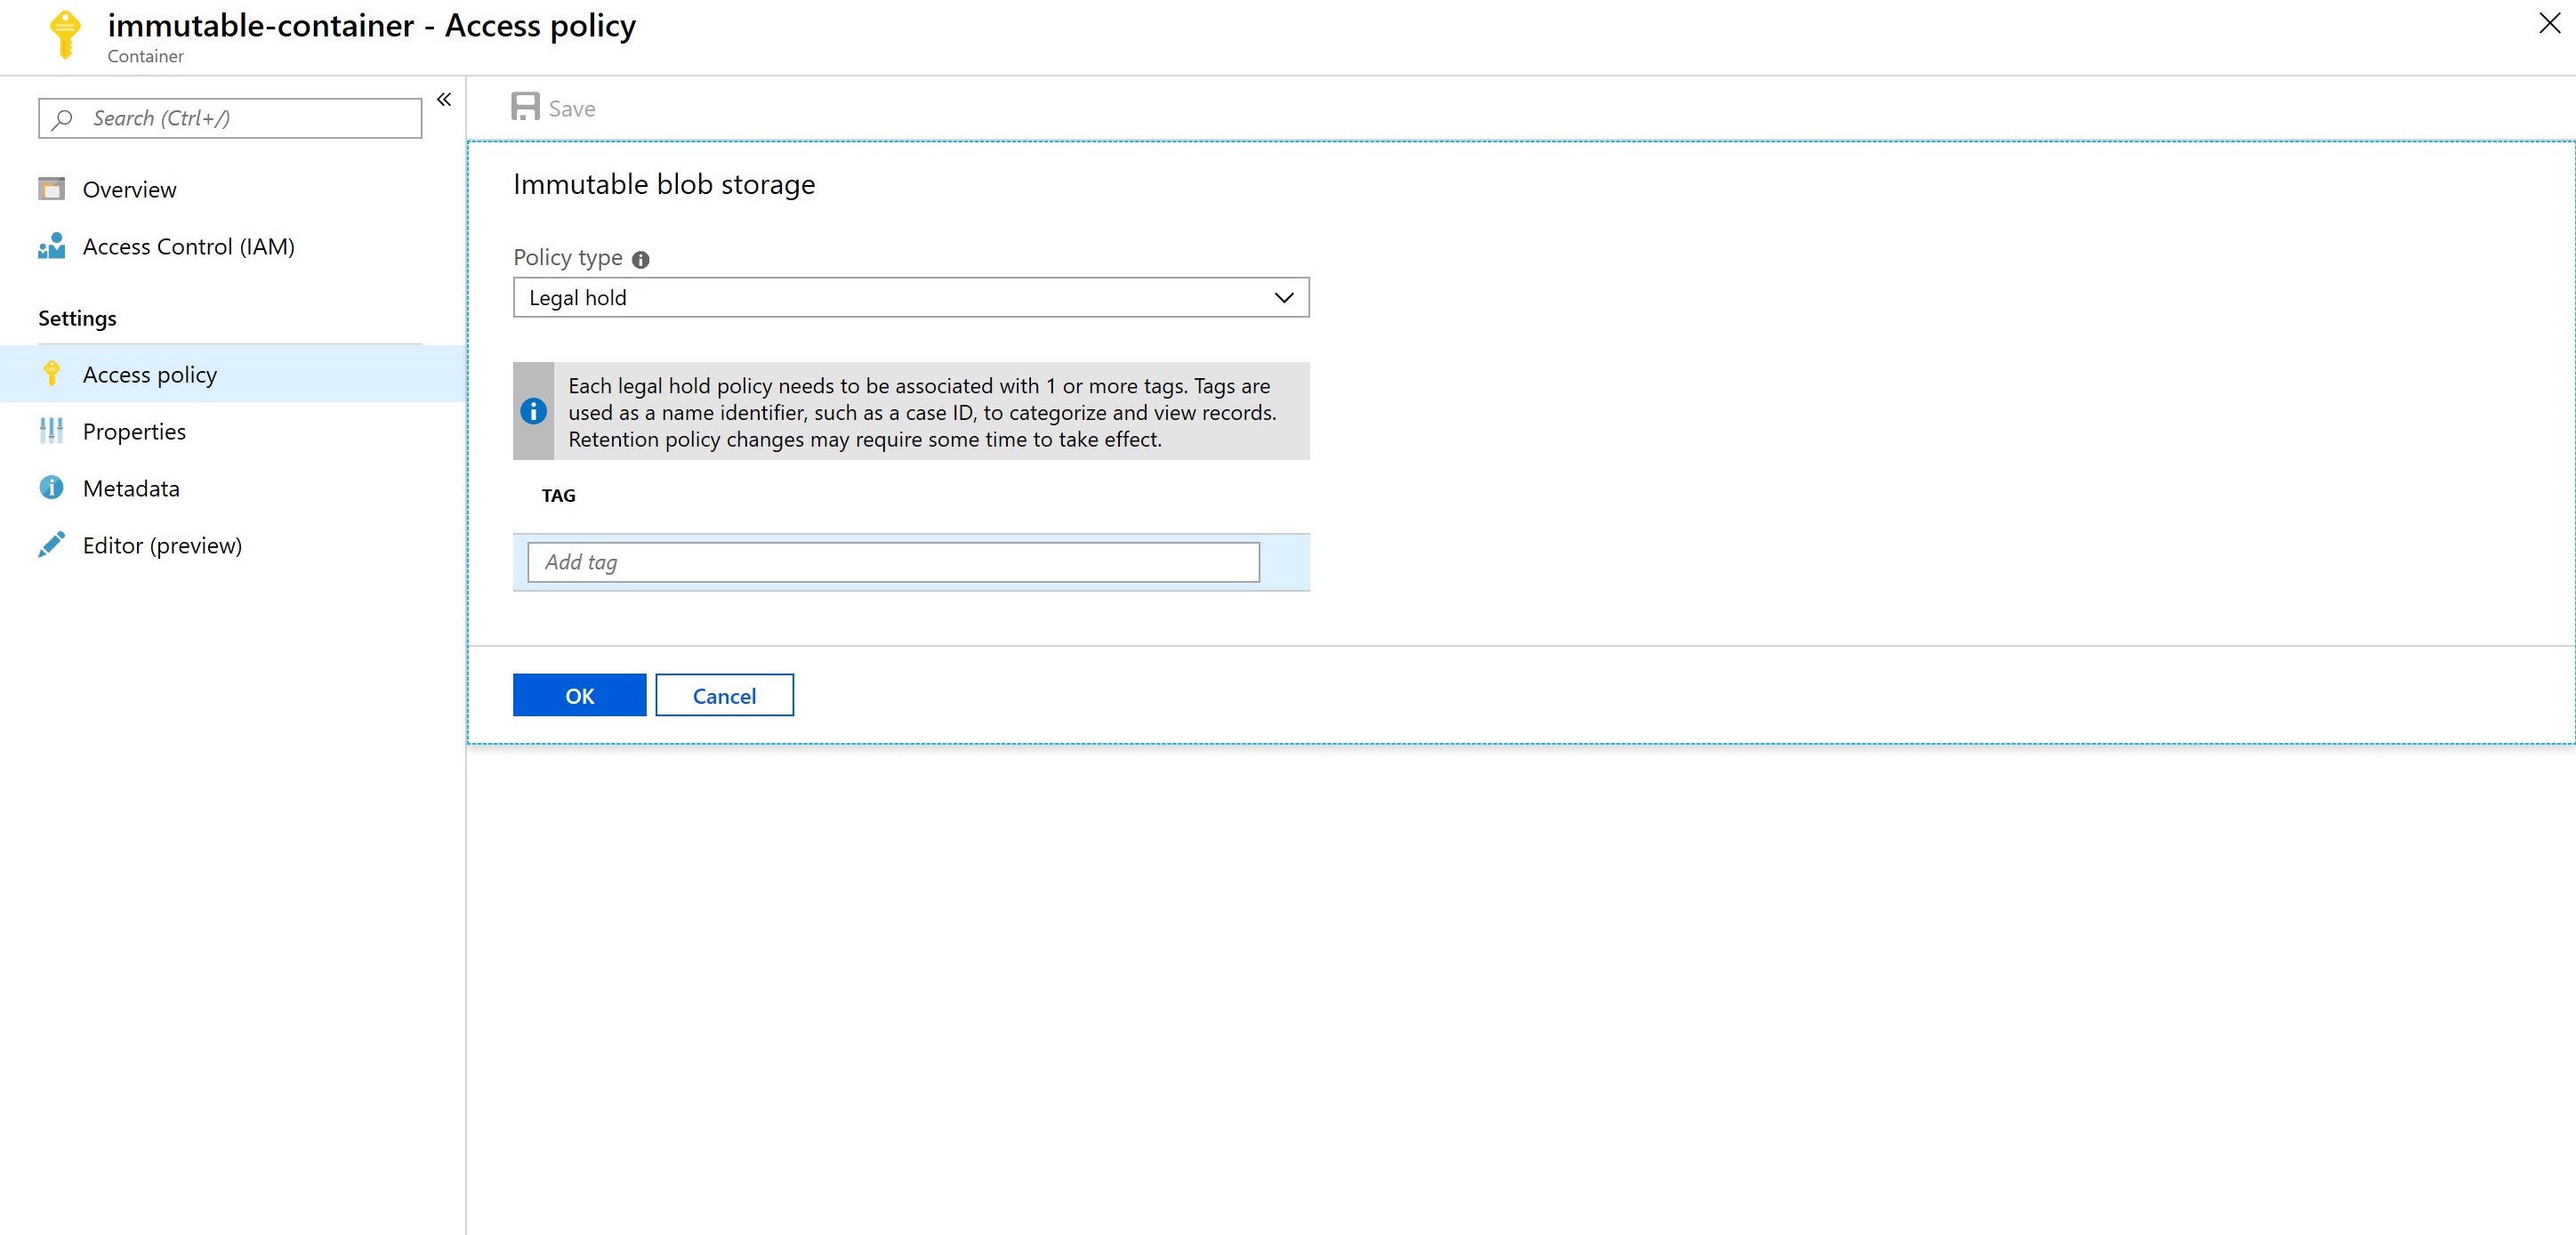 immutable-container - Access policy
Container
Search (Ctrl+/)
Overview
Access Control (IAM)
Settings
Access policy
Properties
Metadata
Editor (preview)
Save
Immutable blob storage
Policy type
Legal hold
Each legal hold policy needs to be associated with 1 or more tags. Tags are
used as a name identifier, such as a case ID, to categorize and view records.
Retention policy changes may require some time to take effect.
TAG
Add tag
OK
Cancel